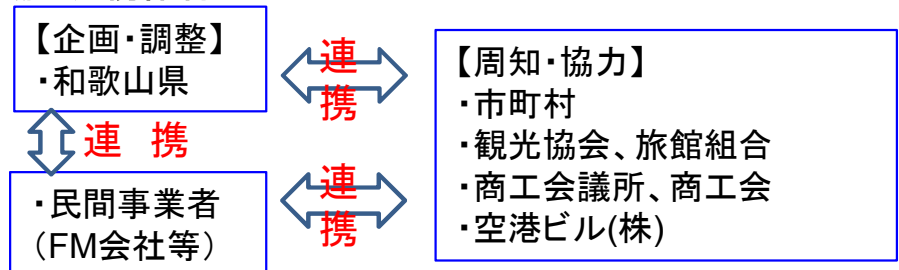 【企画・調整】
・和歌山県
連携
連　携
・民間事業者
（FM会社等）
連携
【周知・協力】
・市町村
・観光協会、旅館組合
・商工会議所、商工会
・空港ビル(株)